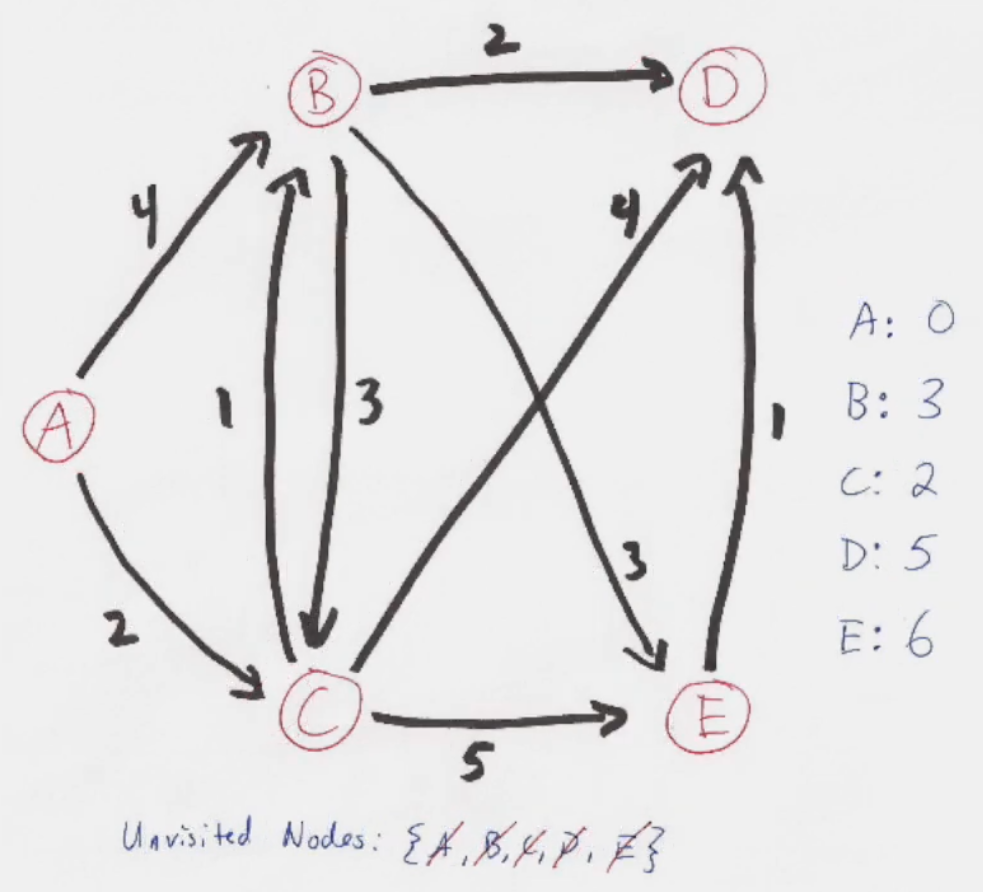 2
B
D
4
4
A
1
3
1
2
3
C
E
5
A: 0
B: 3
C: 2
D: 5
E: 6
Unvisited Nodes: {A, B, C, D, E}